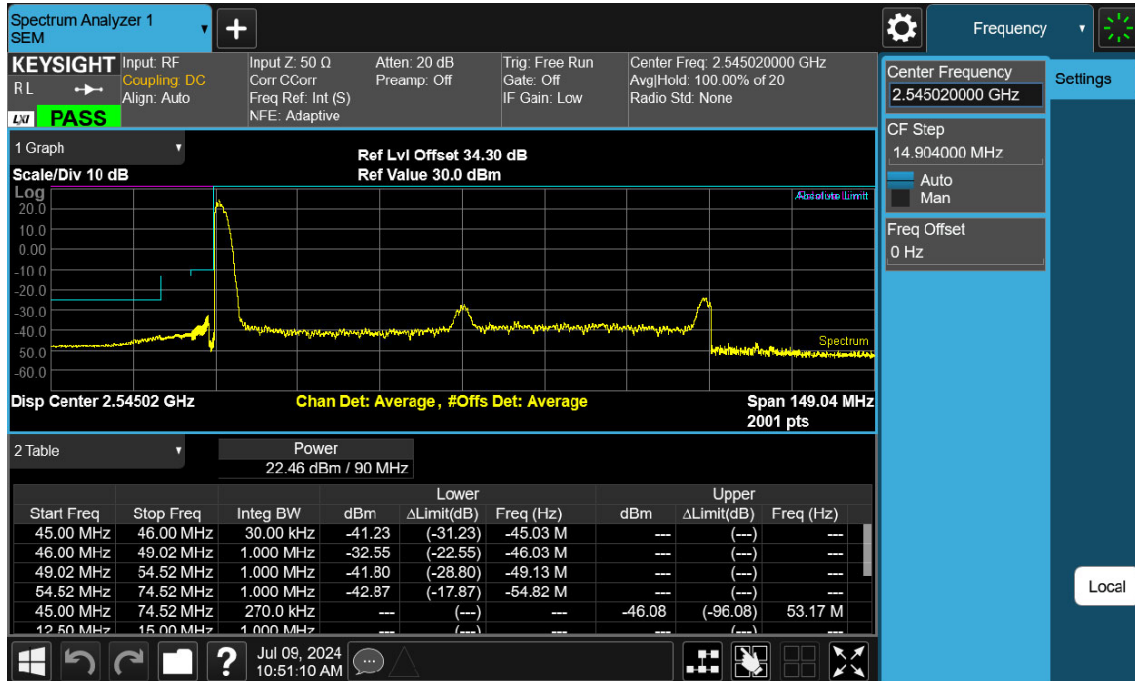 Spectrum Analyzer 1
SEM
Frequency
KEYSIGHT
R L
LXI
PASS
Input: RF
Coupling: DC
Align: Auto
Input Z: 50 Ω
Corr CCorr
Freq Ref: Int (S)
NFE: Adaptive
Atten: 20 dB
Preamp: Off
Trig: Free Run
Gate: Off
IF Gain: Low
Center Freq: 2.545020000 GHz
Avg|Hold: 100.00% of 20
Radio Std: None
Center Frequency
2.545020000 GHz
Settings
CF Step
14.904000 MHz
Auto
Man
Freq Offset
0 Hz
Local
1 Graph
Scale/Div 10 dB
Ref Lvl Offset 34.30 dB
Ref Value 30.0 dBm
Log
20.0
10.0
0.00
-10.0
-20.0
-30.0
-40.0
50.0
-60.0
Spectrum
Disp Center 2.54502 GHz
Chan Det: Average, #Offs Det: Average
Span 149.04 MHz
2001 pts
2 Table
Power
22.46 dBm / 90 MHz
Lower Upper
Start Freq Stop Freq Integ BW dBm ΔLimit(dB) Freq (Hz) dBm ΔLimit(dB) Freq (Hz)
45.00 MHz 46.00 MHz 30.00 kHz -41.23 (-31.23) -45.03 M --- (---) ---
46.00 MHz 49.02 MHz 1.000 MHz -32.55 (-22.55) -46.03 M --- (---) ---
49.02 MHz 54.52 MHz 1.000 MHz -41.80 (-28.80) -49.13 M --- (---) ---
54.52 MHz 74.52 MHz 1.000 MHz -42.87 (-17.87) -54.82 M --- (---) ---
45.00 MHz 74.52 MHz 270.0 kHz --- (---) --- -46.08 (-96.08) 53.17 M
12.50 MHz 15.00 MHz 1.000 MHz --- (---) --- --- (---) ---
Jul 09, 2024
10:51:10 AM